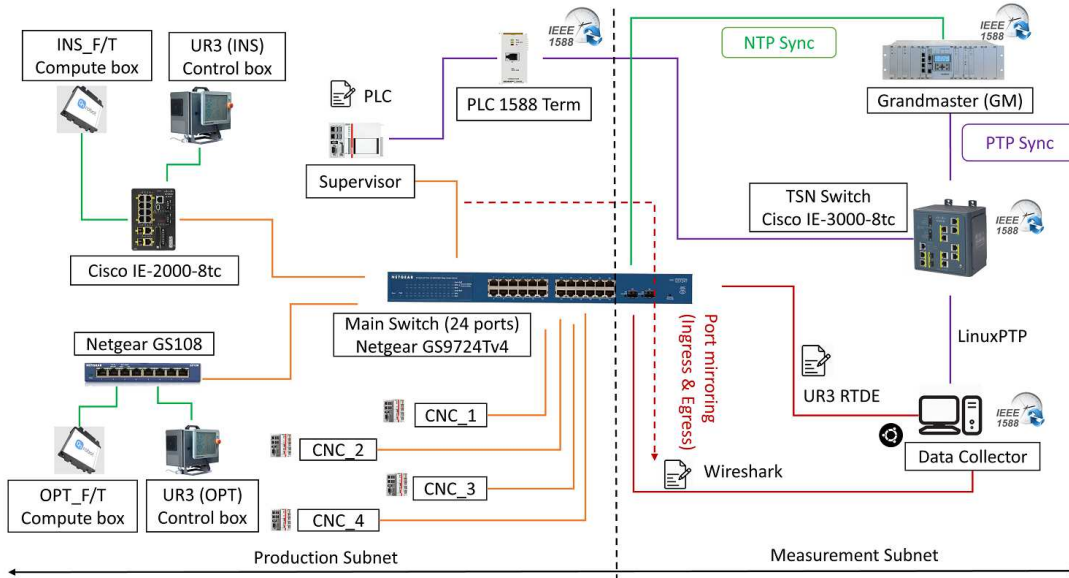 INS_F/T
Compute box
UR3 (INS)
Control box
PLC
IEEE
1588
PLC 1588 Term
NTP Sync
IEEE
1588
Grandmaster (GM)
PTP Sync
Supervisor
TSN Switch
Cisco IE-3000-8tc
IEEE
1588
Cisco IE-2000-8tc
NETGEAR
Main Switch (24 ports)
Netgear GS9724Tv4
Port mirroring
(Ingress & Egress)
LinuxPTP
Netgear GS108
NETGEAR
UR3 RTDE
IEEE
1588
CNC_1
CNC_2
CNC_3
CNC_4
Wireshark
Data Collector
OPT_F/T
Compute box
UR3 (OPT)
Control box
Production Subnet
Measurement Subnet